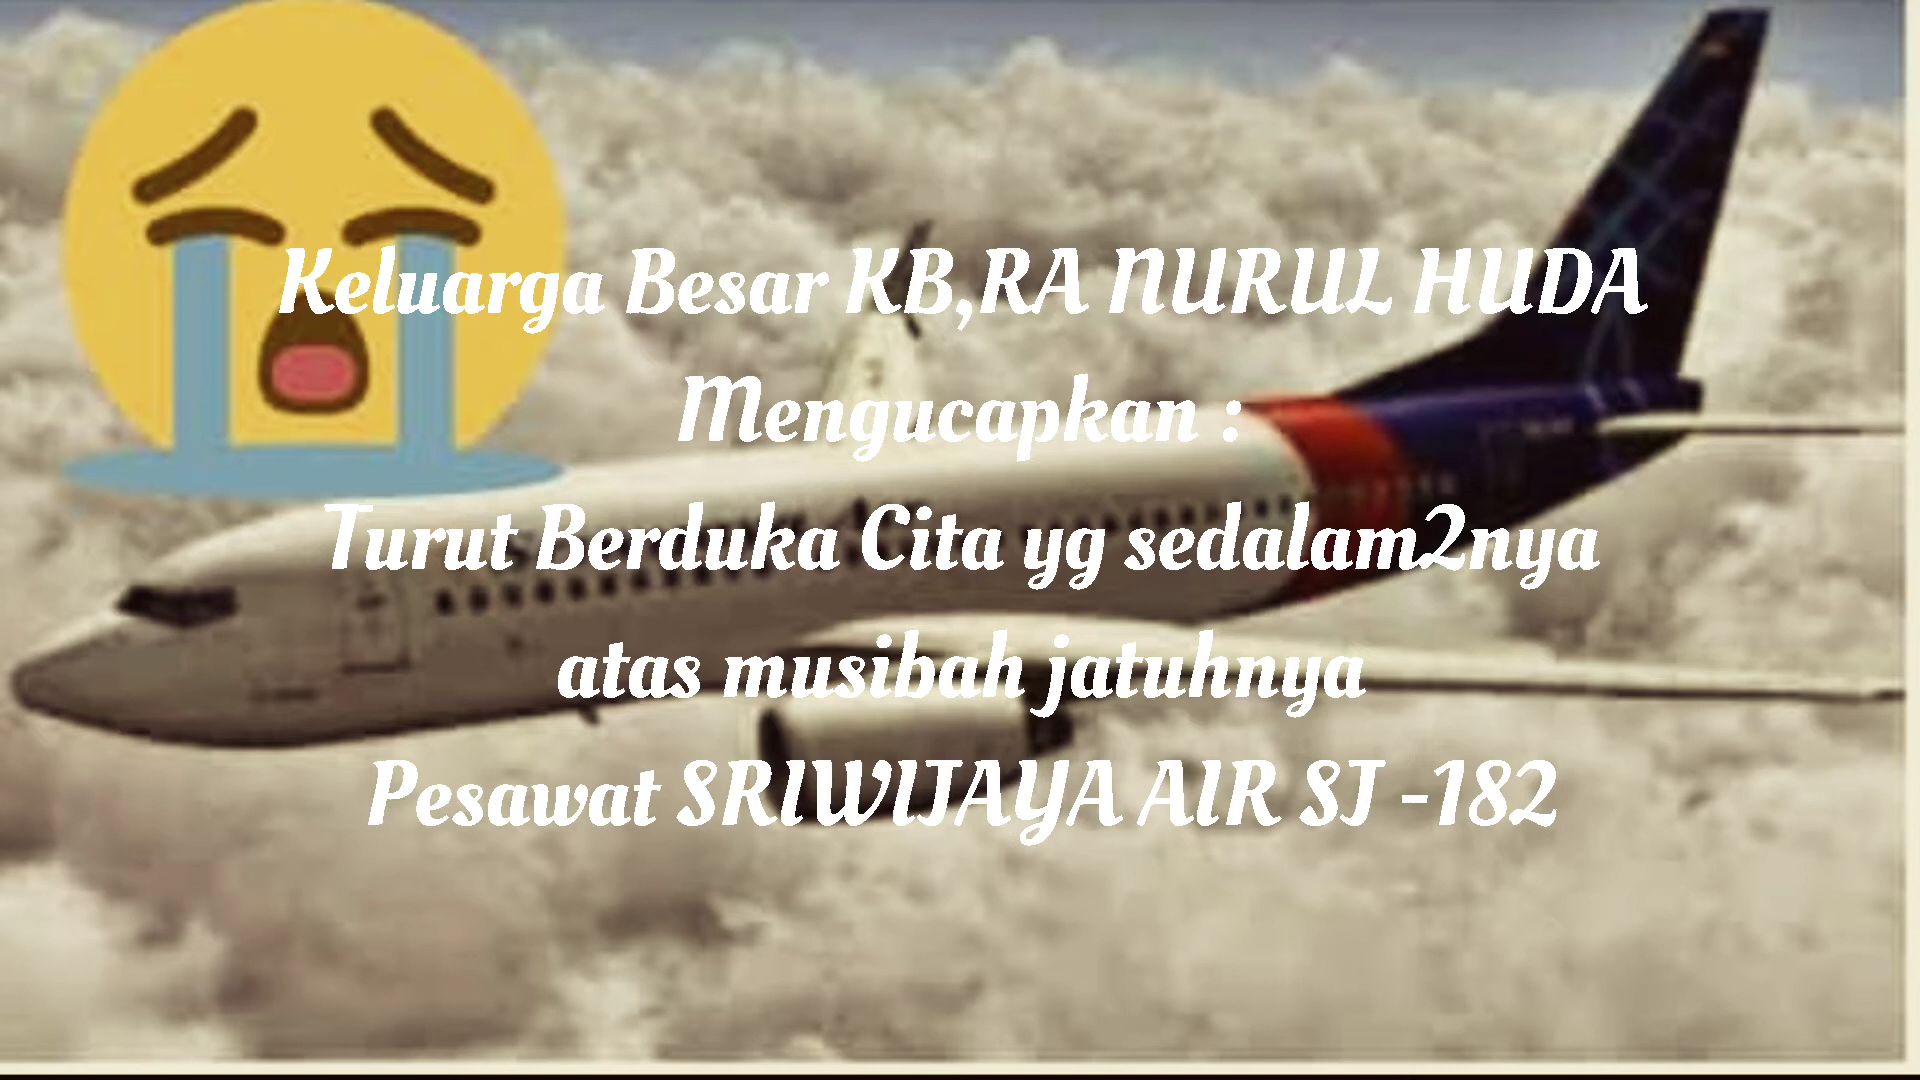 Keluarga Besar KB,RA NURUL HUDA
Mengucapkan :
Turut Berduka Cita yg sedalam2nya
atas musibah jatuhnya
Pesawat SRIWIJAYA AIR SJ -182